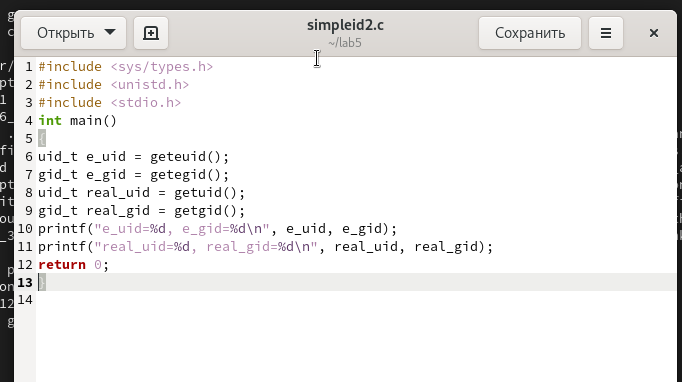 Открыть
simpleid2.c
~/lab5
Сохранить
1 #include <sys/types.h>
2 #include <unistd.h>
3 #include <stdio.h>
4 int main()
5 {
6 uid_t e_uid = geteuid();
7 gid_t e_gid = getegid();
8 uid_t real_uid = getuid();
9 gid_t real_gid = getgid();
10 printf("e_uid=%d, e_gid=%d\n", e_uid, e_gid);
11 printf("real_uid=%d, real_gid=%d\n", real_uid, real_gid);
12 return 0;
13 }
14